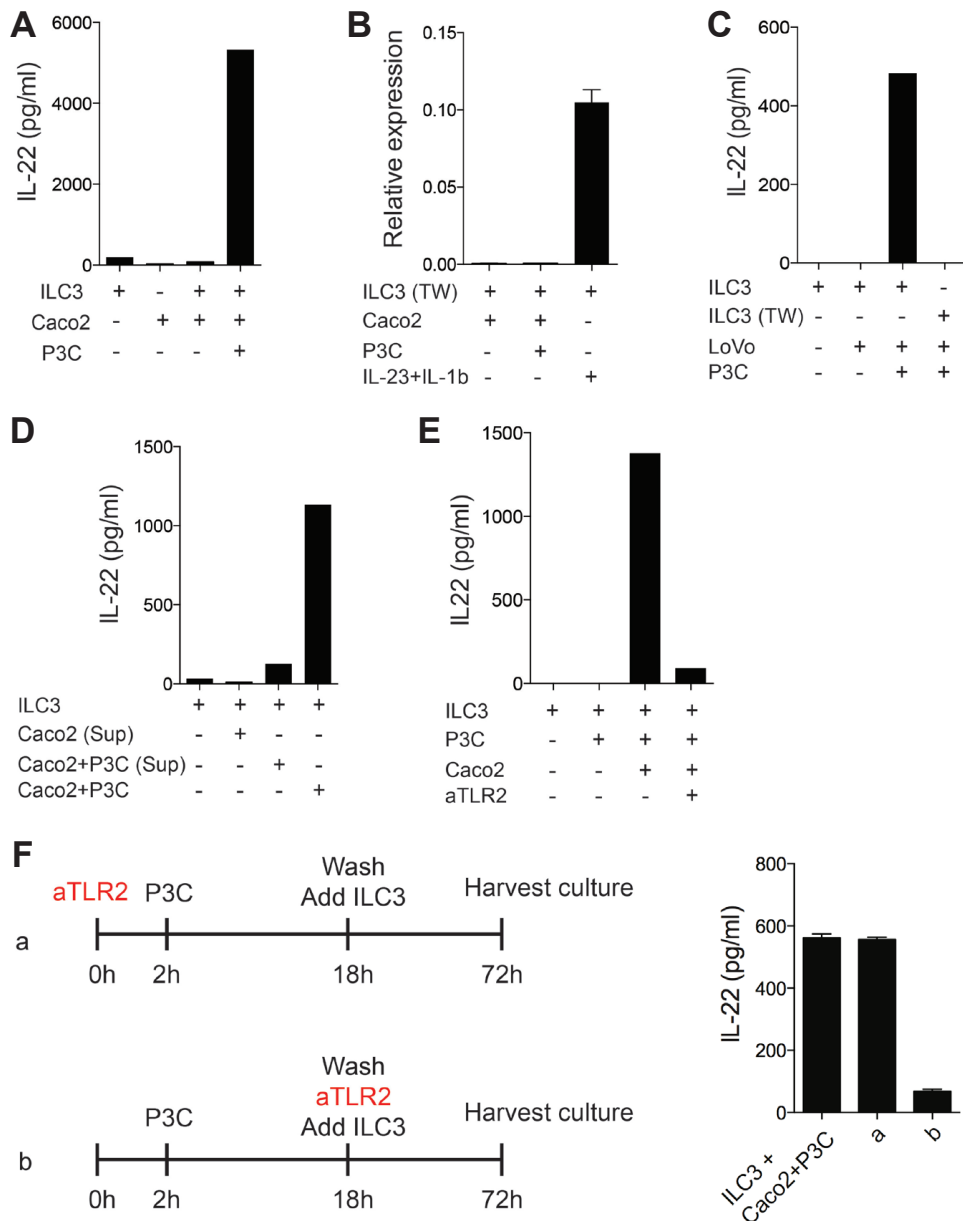 A
IL-22 (pg/ml)
6000
4000
2000
0
ILC3 + - + +
Caco2 - + + +
P3C - - - +
B
Relative expression
0.15
0.10
0.05
0.00
ILC3 (TW) + + +
Caco2 + + -
P3C - + -
IL-23+IL-1b - - +
C
IL-22 (pg/ml)
600
400
200
0
ILC3 + + + -
ILC3 (TW) - - - +
LoVo - + + +
P3C - - + +
D
IL-22 (pg/ml)
1500
1000
500
0
ILC3 + + + +
Caco2 (Sup) - + - -
Caco2+P3C (Sup) - - + -
Caco2+P3C - - - +
E
IL22 (pg/ml)
1500
1000
500
0
ILC3 + + + +
P3C - + + +
Caco2 - - + +
aTLR2 - - - +
F
a
aTLR2 P3C
Wash
Add ILC3
Harvest culture
0h 2h 18h 72h
b
P3C
Wash
aTLR2
Add ILC3
Harvest culture
0h 2h 18h 72h
IL-22 (pg/ml)
800
600
400
200
0
ILC3 +
Caco2+P3C
a
b